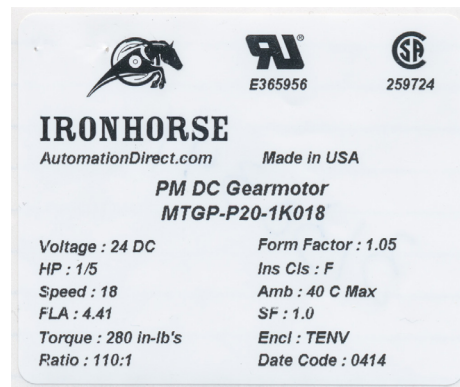 E365956
259724
IRONHORSE
AutomationDirect.com Made in USA
PM DC Gearmotor
MTGP-P20-1K018
Voltage : 24 DC Form Factor : 1.05
HP : 1/5 Ins Cls : F
Speed : 18 Amb : 40 C Max
FLA : 4.41 SF : 1.0
Torque : 280 in-lb's Encl : TENV
Ratio : 110:1 Date Code : 0414